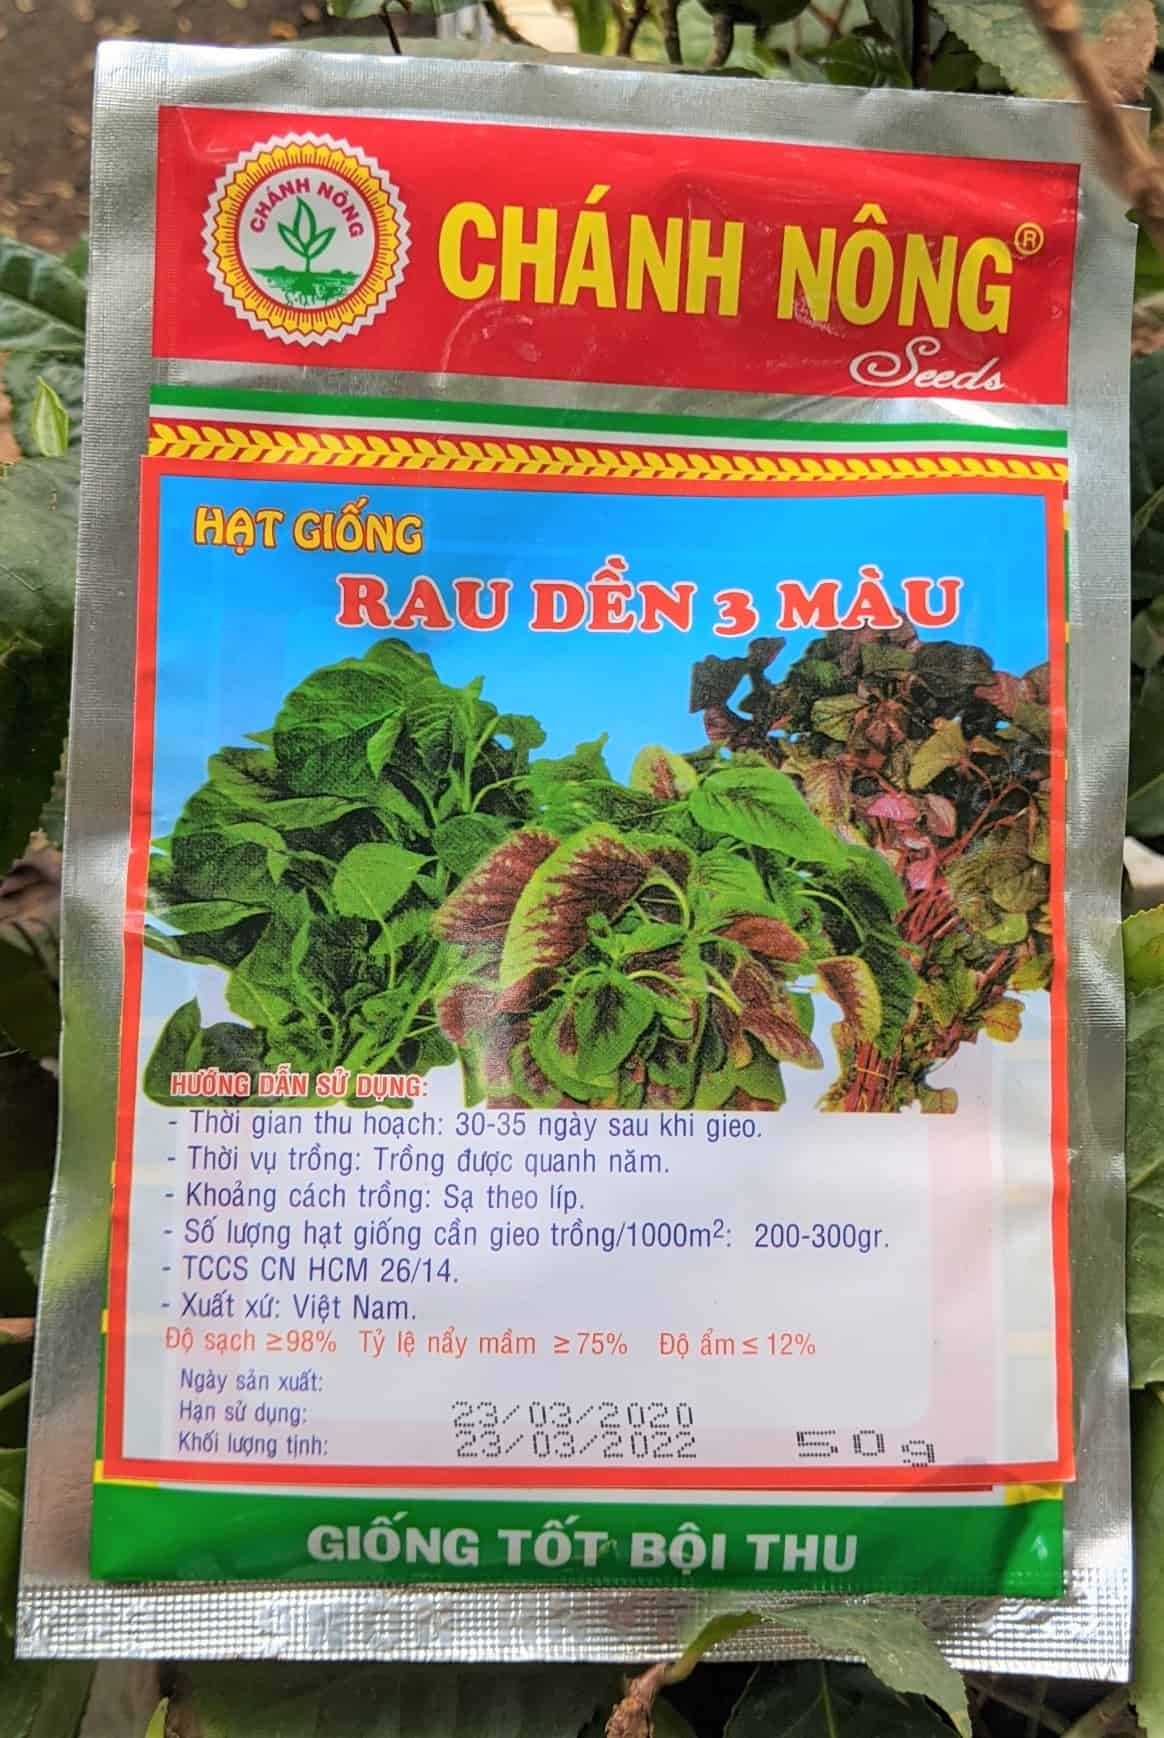 CHÁNH NÔNG
CHÁNH NÔNG®
Seeds
HẠT GIỐNG
RAU DỀN 3 MÀU
HƯỚNG DẪN SỬ DỤNG:
- Thời gian thu hoạch: 30-35 ngày sau khi gieo.
- Thời vụ trồng: Trồng được quanh năm.
- Khoảng cách trồng: Sạ theo líp.
- Số lượng hạt giống cần gieo trồng/1000m²: 200-300gr.
- TCCS CN HCM 26/14.
- Xuất xứ: Việt Nam.
Độ sạch ≥98% Tỷ lệ nẩy mầm ≥75% Độ ẩm ≤ 12%
Ngày sản xuất:
Hạn sử dụng: 23/03/2020
Khối lượng tịnh: 23/03/2022 50g
GIỐNG TỐT BỘI THU